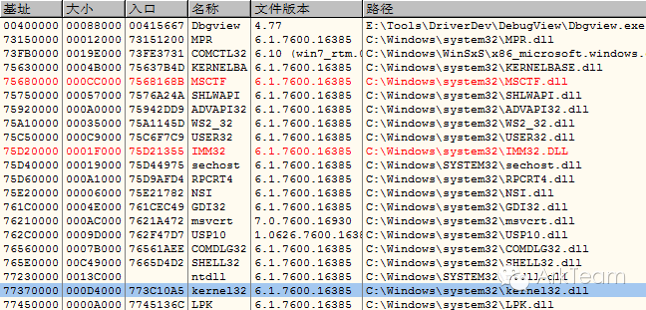 基址 大小 入口 名称 文件版本 路径
00400000 00088000 00415667 Dbgview 4.77 E:\Tools\DriverDev\DebugView\Dbgview.exe
73150000 00012000 73151200 MPR 6.1.7600.16385 C:\Windows\system32\MPR.dll
73FB0000 0019E000 73FE3731 COMCTL32 6.10 (win7_rtm.0 C:\Windows\WinSxS\x86_microsoft.windows.
75630000 0004B000 75637B4D KERNELBA 6.1.7600.16385 C:\Windows\system32\KERNELBASE.dll
75680000 000CC000 7568168B MSCTF 6.1.7600.16385 C:\Windows\system32\MSCTF.dll
75750000 00057000 7576A24A SHLWAPI 6.1.7600.16385 C:\Windows\system32\SHLWAPI.dll
75890000 000A0000 75942DD9 ADVAPI32 6.1.7600.16385 C:\Windows\system32\ADVAPI32.dll
75A10000 00035000 75A1145D WS2_32 6.1.7600.16385 C:\Windows\system32\WS2_32.dll
75C50000 000C9000 75C6F7C9 USER32 6.1.7600.16385 C:\Windows\system32\USER32.dll
75D20000 0001F000 75D21355 IMM32 6.1.7600.16385 C:\Windows\system32\IMM32.DLL
75D40000 00019000 75D44975 sechost 6.1.7600.16385 C:\Windows\SYSTEM32\sechost.dll
75D60000 000A1000 75D9AFD4 RPCRT4 6.1.7600.16385 C:\Windows\system32\RPCRT4.dll
75E20000 00006000 75E21782 NSI 6.1.7600.16385 C:\Windows\system32\NSI.dll
761C0000 0004E000 761CEC49 GDI32 6.1.7600.16385 C:\Windows\system32\GDI32.dll
76210000 000AC000 7621A472 msvcrt 7.0.7600.16930 C:\Windows\system32\msvcrt.dll
762C0000 0009D000 762F47D7 USP10 1.0626.7600.1638 C:\Windows\system32\USP10.dll
76560000 0007B000 76561AEE COMDLG32 6.1.7600.16385 C:\Windows\system32\COMDLG32.dll
765E0000 00C49000 7665D4D2 SHELL32 6.1.7600.16385 C:\Windows\system32\SHELL32.dll
77230000 0013C000 ntdll 6.1.7600.16385 C:\Windows\SYSTEM32\ntdll.dll
77370000 000D4000 773C10A5 kernel32 6.1.7600.16385 C:\Windows\system32\kernel32.dll
77450000 0000A000 7745136C LPK 6.1.7600.16385 C:\Windows\system32\LPK.dll